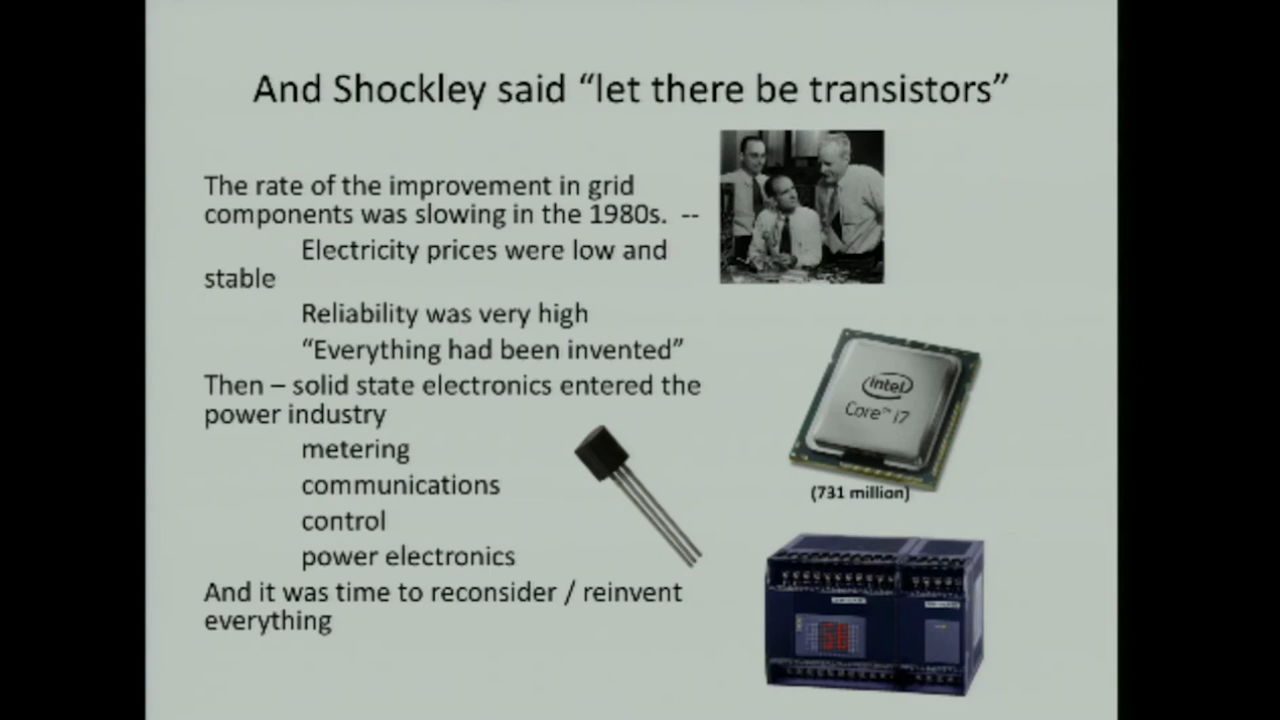 And Shockley said “let there be transistors”
The rate of the improvement in grid
components was slowing in the 1980s. --
Electricity prices were low and
stable
Reliability was very high
“Everything had been invented”
Then – solid state electronics entered the
power industry
metering
communications
control
power electronics
And it was time to reconsider / reinvent
everything
intel
Core™ i7
(731 million)